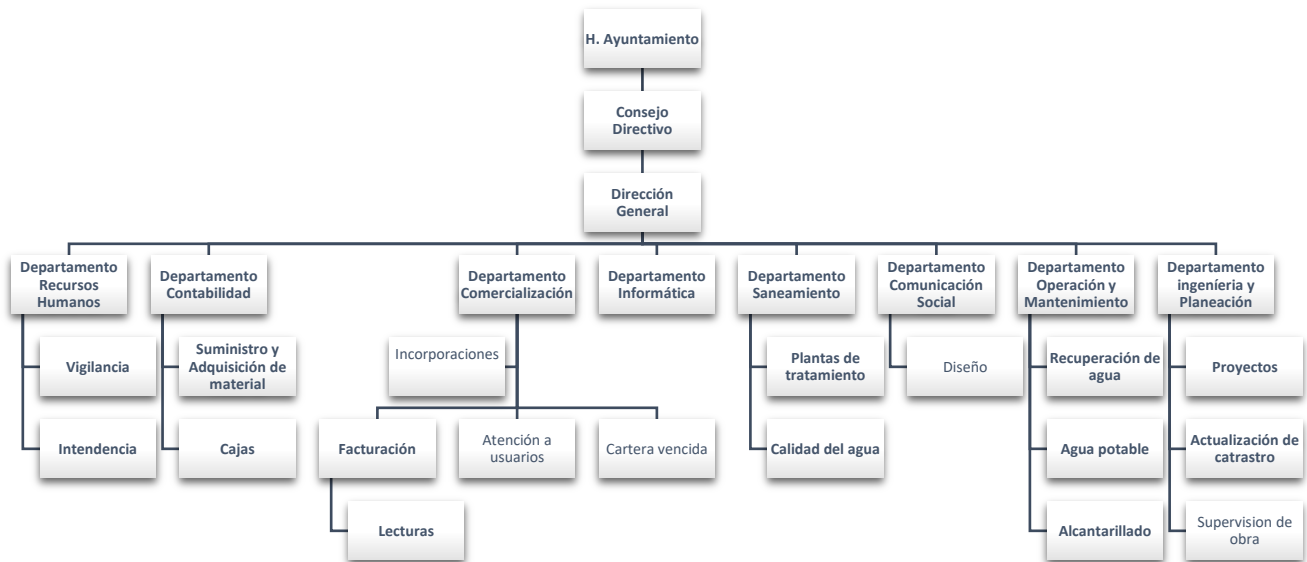 H. Ayuntamiento
Consejo
Directivo
Dirección
General
Departamento
Recursos
Humanos
Departamento
Contabilidad
Departamento
Comercialización
Departamento
Informática
Departamento
Saneamiento
Departamento
Comunicación
Social
Departamento
Operación y
Mantenimiento
Departamento
ingeníeria y
Planeación
Vigilancia
Suministro y
Adquisición de
material
Incorporaciones
Plantas de
tratamiento
Diseño
Recuperación de
agua
Proyectos
Intendencia
Cajas
Facturación
Atención a
usuarios
Cartera vencida
Calidad del agua
Agua potable
Actualización de
catrastro
Lecturas
Alcantarillado
Supervision de
obra